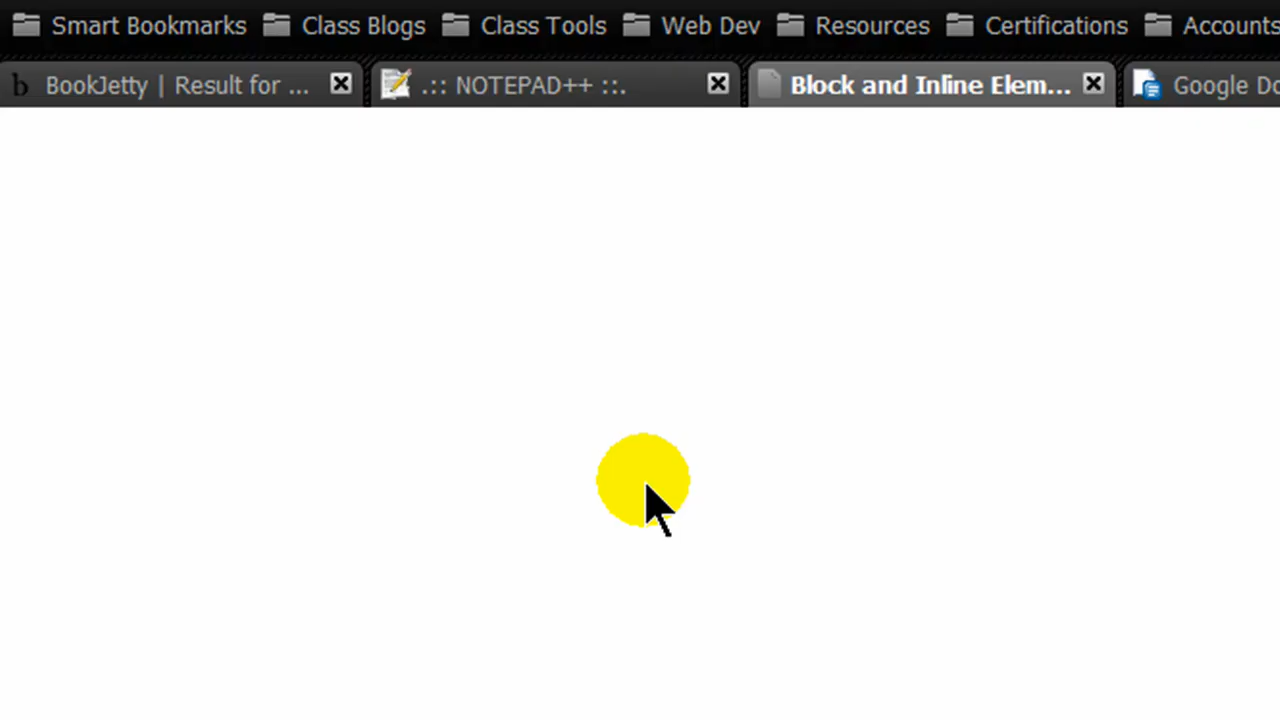 Smart Bookmarks Class Blogs Class Tools Web Dev Resources Certifications Accounts
b BookJetty | Result for ... .:: NOTEPAD++ ::. Block and Inline Elem... Google Do